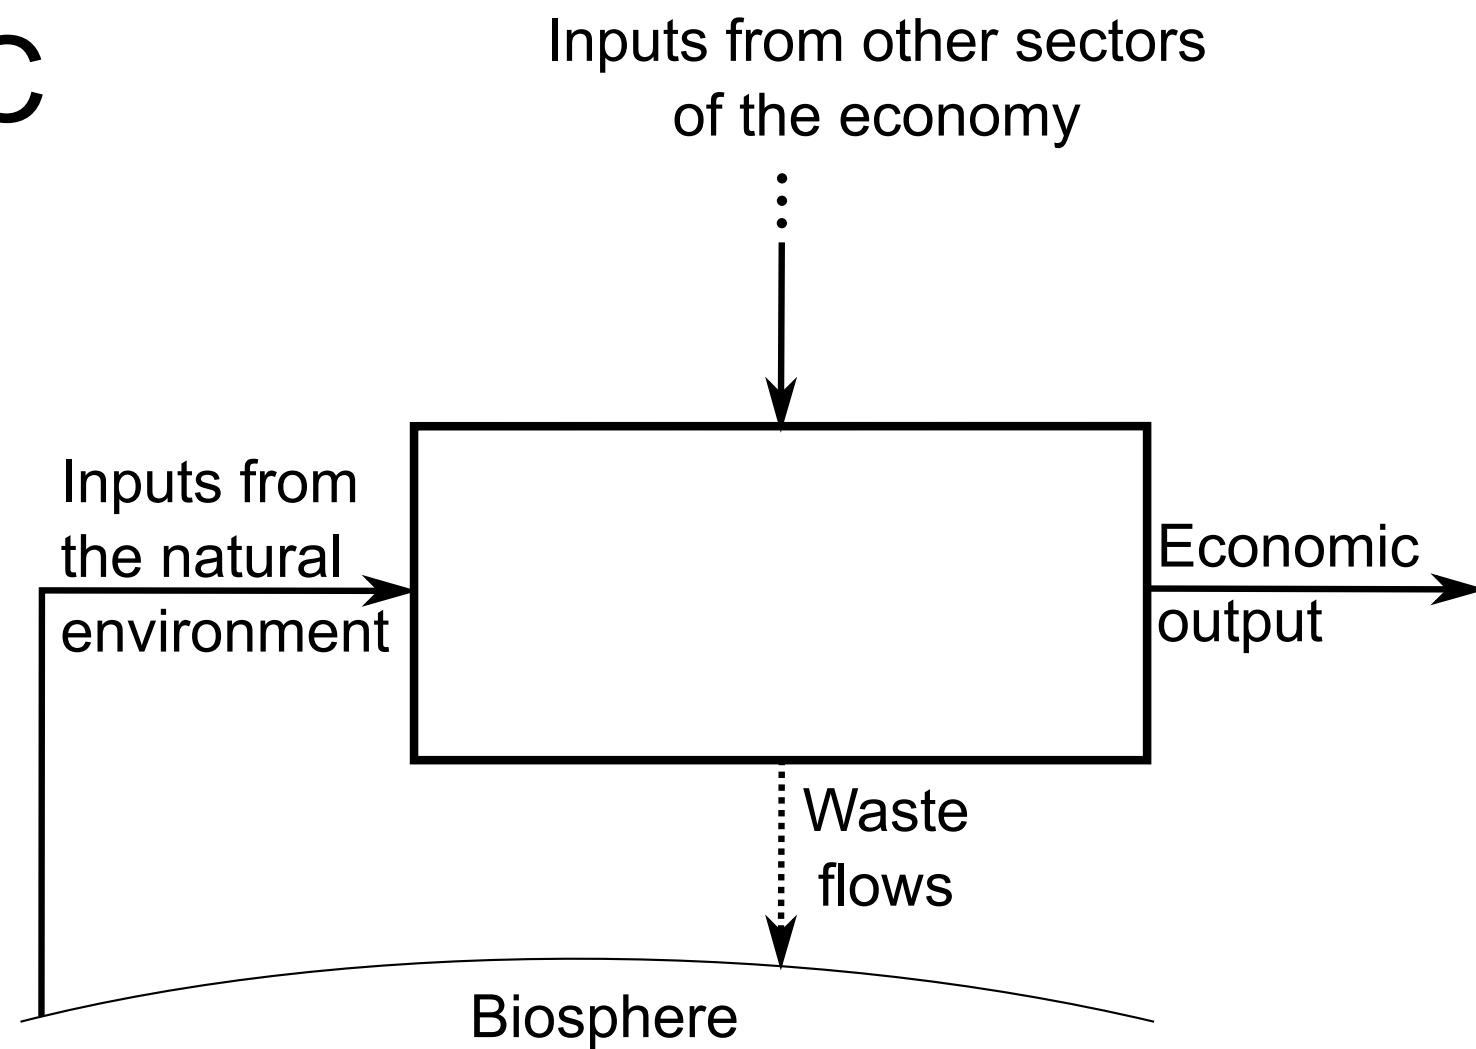 C
Inputs from other sectors
of the economy
Inputs from
the natural
environment
Economic
output
Waste
flows
Biosphere